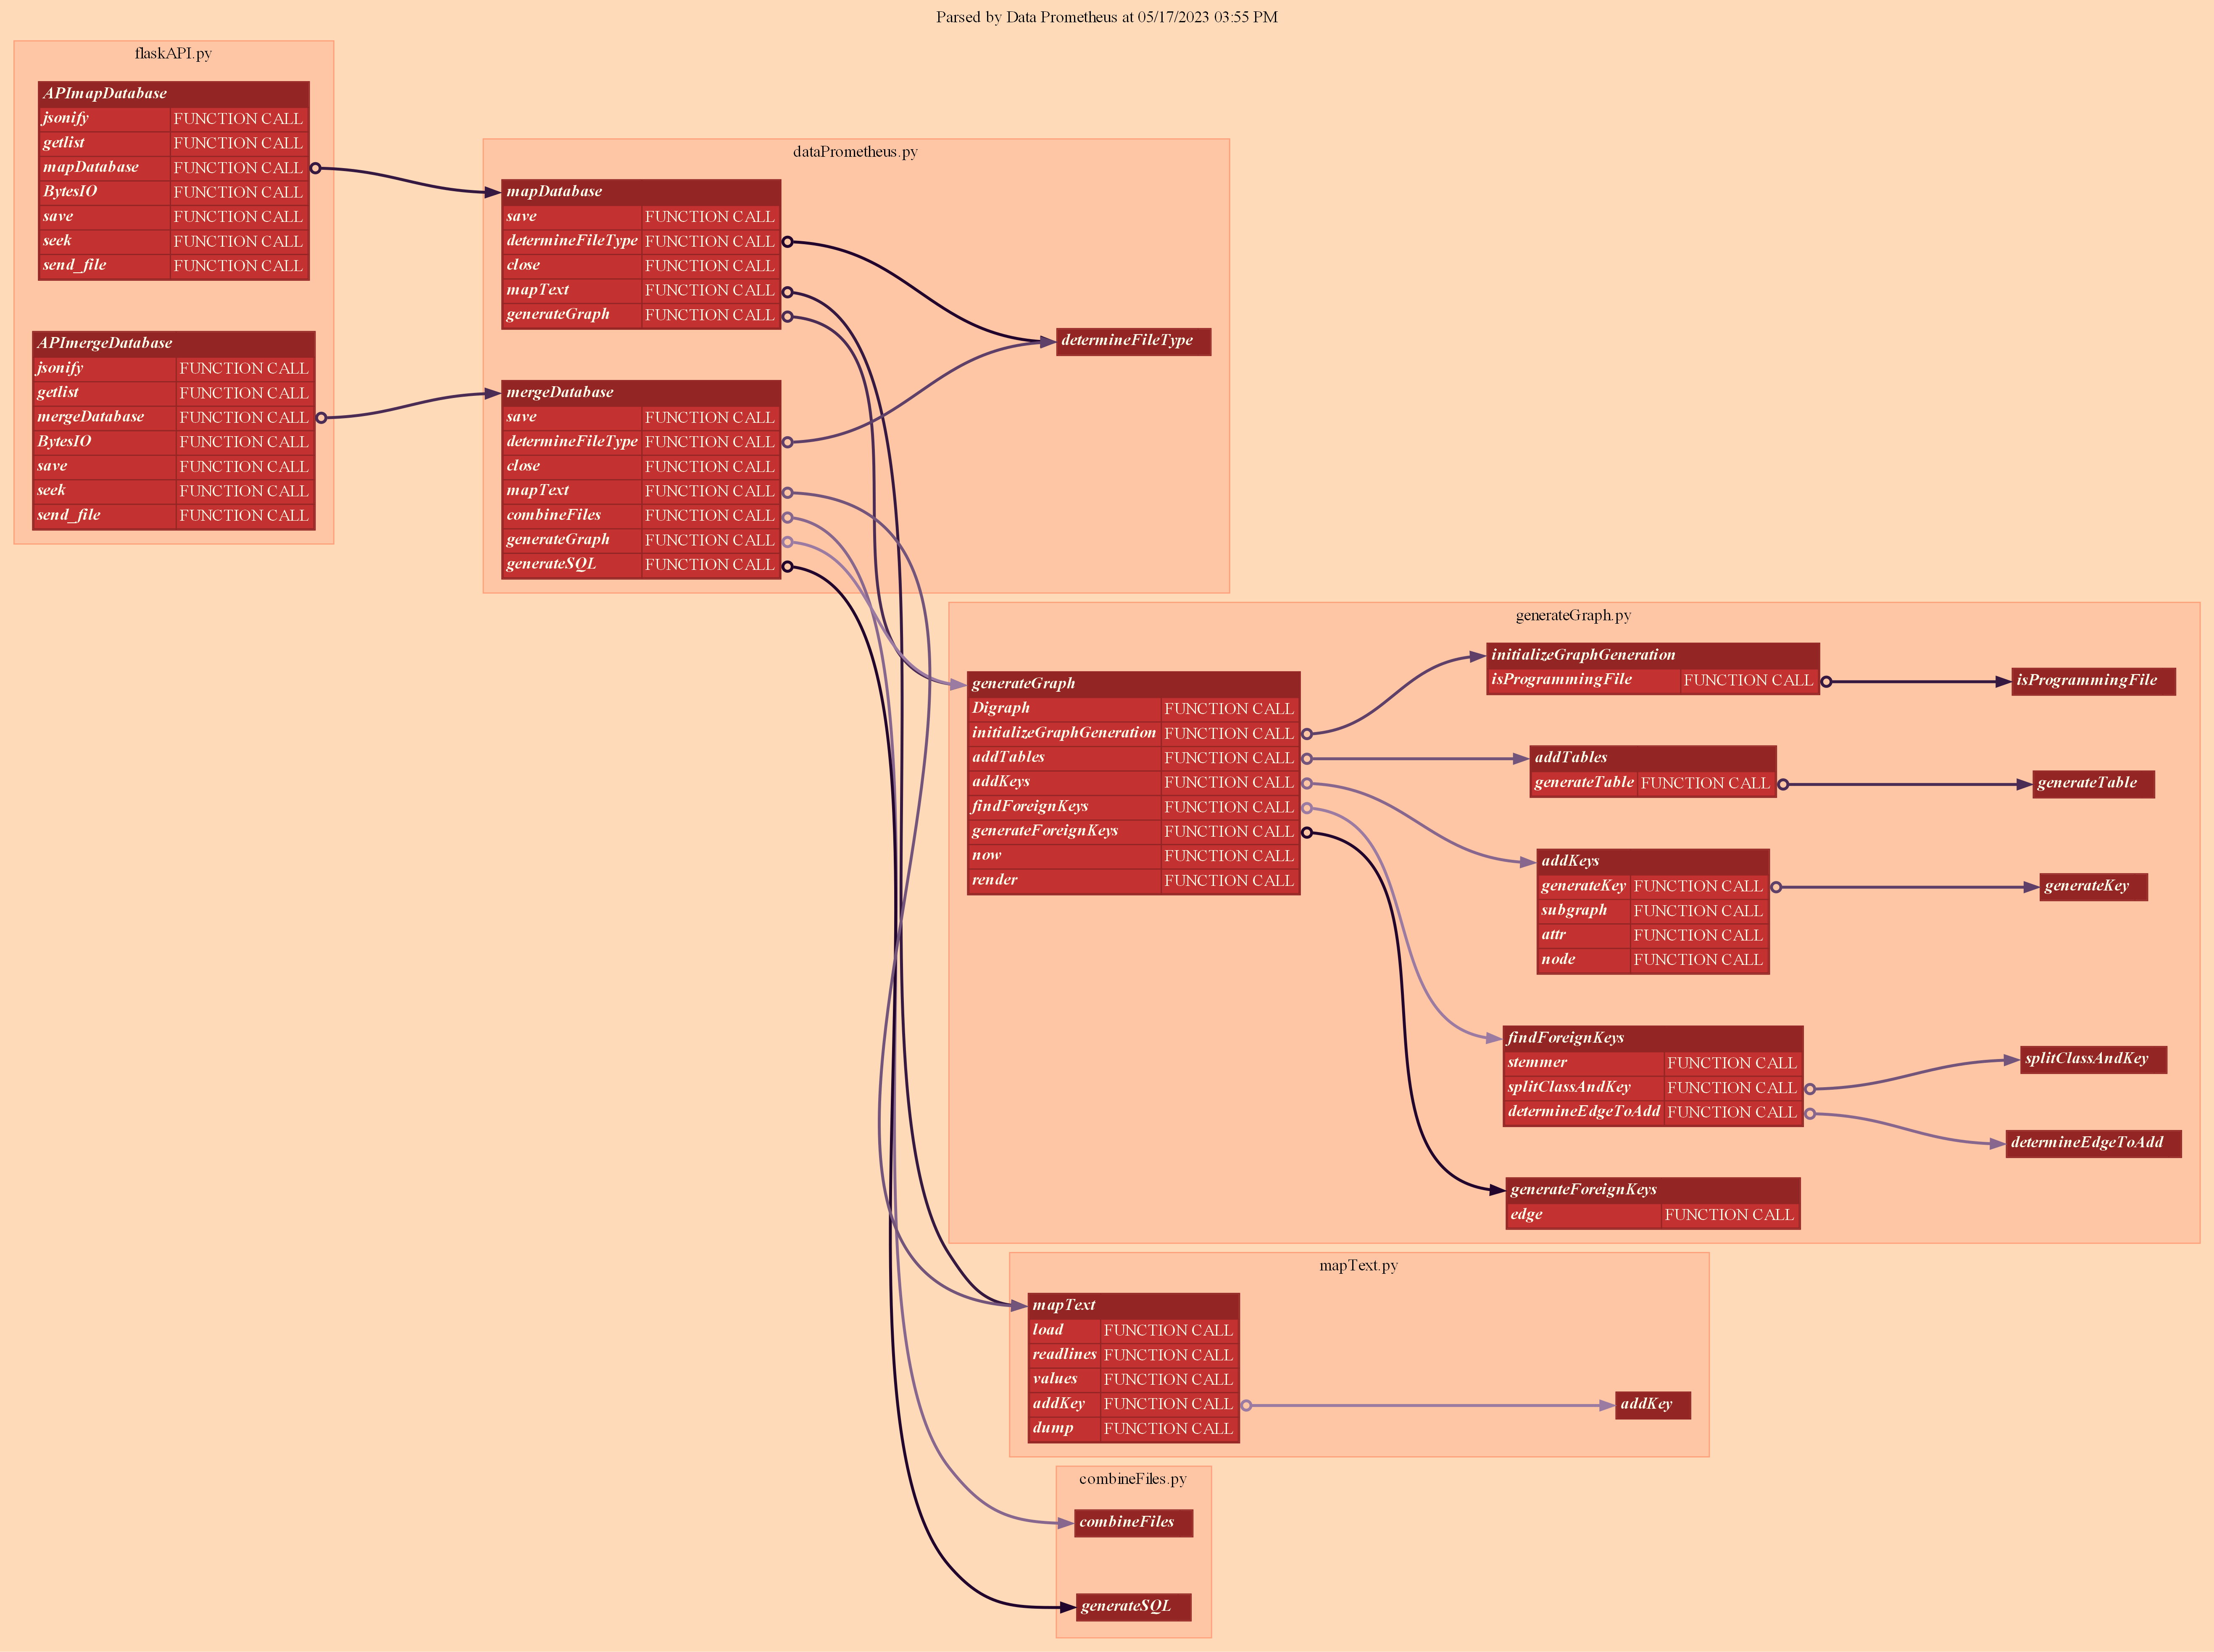 Parsed by Data Prometheus at 05/17/2023 03:55 PM
flaskAPI.py
APImapDatabase
jsonify FUNCTION CALL
getlist FUNCTION CALL
mapDatabase FUNCTION CALL
BytesIO FUNCTION CALL
save FUNCTION CALL
seek FUNCTION CALL
send_file FUNCTION CALL
APImergeDatabase
jsonify FUNCTION CALL
getlist FUNCTION CALL
mergeDatabase FUNCTION CALL
BytesIO FUNCTION CALL
save FUNCTION CALL
seek FUNCTION CALL
send_file FUNCTION CALL
dataPrometheus.py
mapDatabase
save FUNCTION CALL
determineFileType FUNCTION CALL
close FUNCTION CALL
mapText FUNCTION CALL
generateGraph FUNCTION CALL
mergeDatabase
save FUNCTION CALL
determineFileType FUNCTION CALL
close FUNCTION CALL
mapText FUNCTION CALL
combineFiles FUNCTION CALL
generateGraph FUNCTION CALL
generateSQL FUNCTION CALL
determineFileType
generateGraph.py
generateGraph
Digraph FUNCTION CALL
initializeGraphGeneration FUNCTION CALL
addTables FUNCTION CALL
addKeys FUNCTION CALL
findForeignKeys FUNCTION CALL
generateForeignKeys FUNCTION CALL
now FUNCTION CALL
render FUNCTION CALL
initializeGraphGeneration
isProgrammingFile FUNCTION CALL
isProgrammingFile
addTables
generateTable FUNCTION CALL
generateTable
addKeys
generateKey FUNCTION CALL
subgraph FUNCTION CALL
attr FUNCTION CALL
node FUNCTION CALL
generateKey
findForeignKeys
stemmer FUNCTION CALL
splitClassAndKey FUNCTION CALL
determineEdgeToAdd FUNCTION CALL
splitClassAndKey
determineEdgeToAdd
generateForeignKeys
edge FUNCTION CALL
mapText.py
mapText
load FUNCTION CALL
readlines FUNCTION CALL
values FUNCTION CALL
addKey FUNCTION CALL
dump FUNCTION CALL
addKey
combineFiles.py
combineFiles
generateSQL